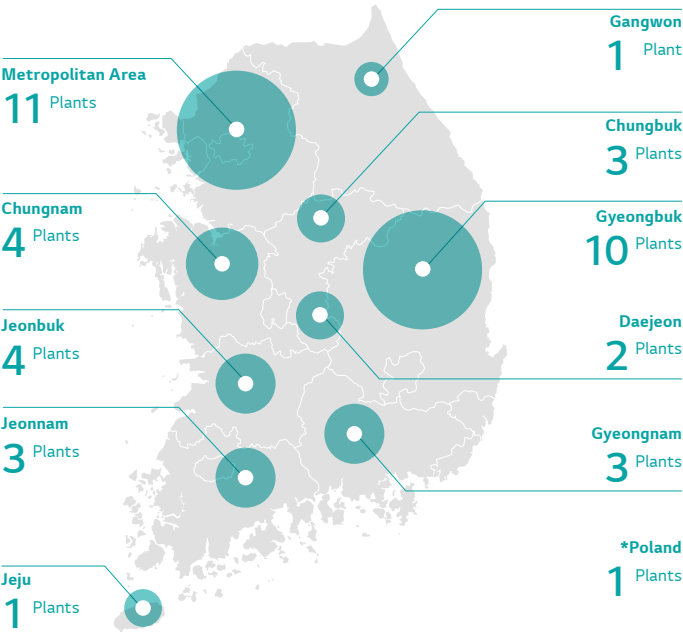 Metropolitan Area
11 Plants
Chungnam
4 Plants
Jeonbuk
4 Plants
Jeonnam
3 Plants
Jeju
1 Plants
Gangwon
1 Plant
Chungbuk
3 Plants
Gyeongbuk
10 Plants
Daejeon
2 Plants
Gyeongnam
3 Plants
*Poland
1 Plants